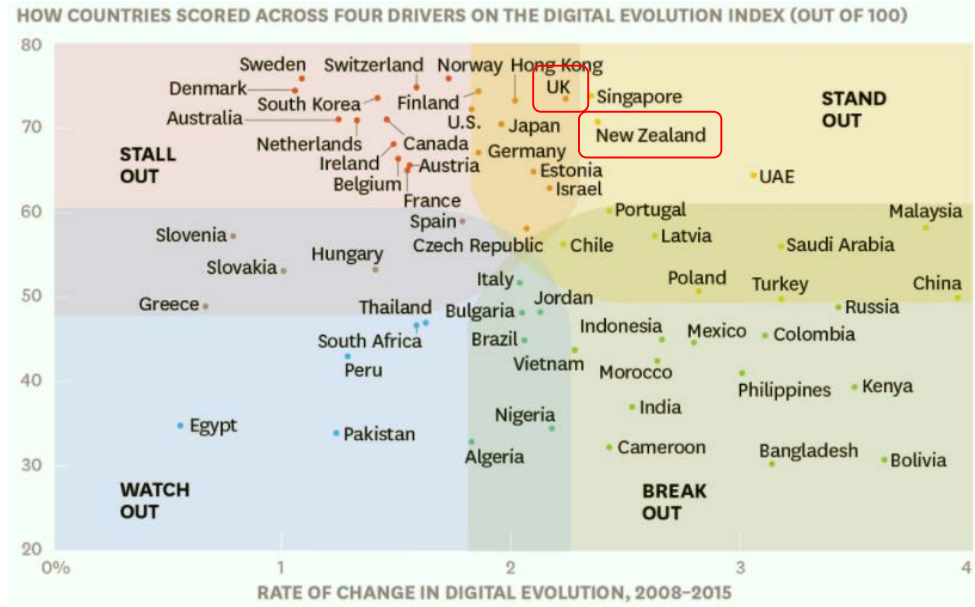 HOW COUNTRIES SCORED ACROSS FOUR DRIVERS ON THE DIGITAL EVOLUTION INDEX (OUT OF 100)
80
Sweden Switzerland Norway Hong Kong
Denmark
UK
South Korea Finland Singapore
STAND
OUT
Australia U.S. Japan
70
New Zealand
Netherlands Canada Germany
STALL
OUT
Ireland Austria Estonia
Belgium Israel UAE
France
60
Spain Portugal Malaysia
Slovenia Czech Republic Chile Latvia Saudi Arabia
Hungary
Slovakia Italy Poland Turkey China
50
Greece Thailand Bulgaria Jordan Russia
South Africa Brazil Indonesia Mexico Colombia
Peru Vietnam Morocco
40
Philippines Kenya
Egypt Pakistan Nigeria India
Algeria Cameroon Bangladesh Bolivia
30
WATCH
OUT
BREAK
OUT
20
0% 1 2 3 4
RATE OF CHANGE IN DIGITAL EVOLUTION, 2008–2015